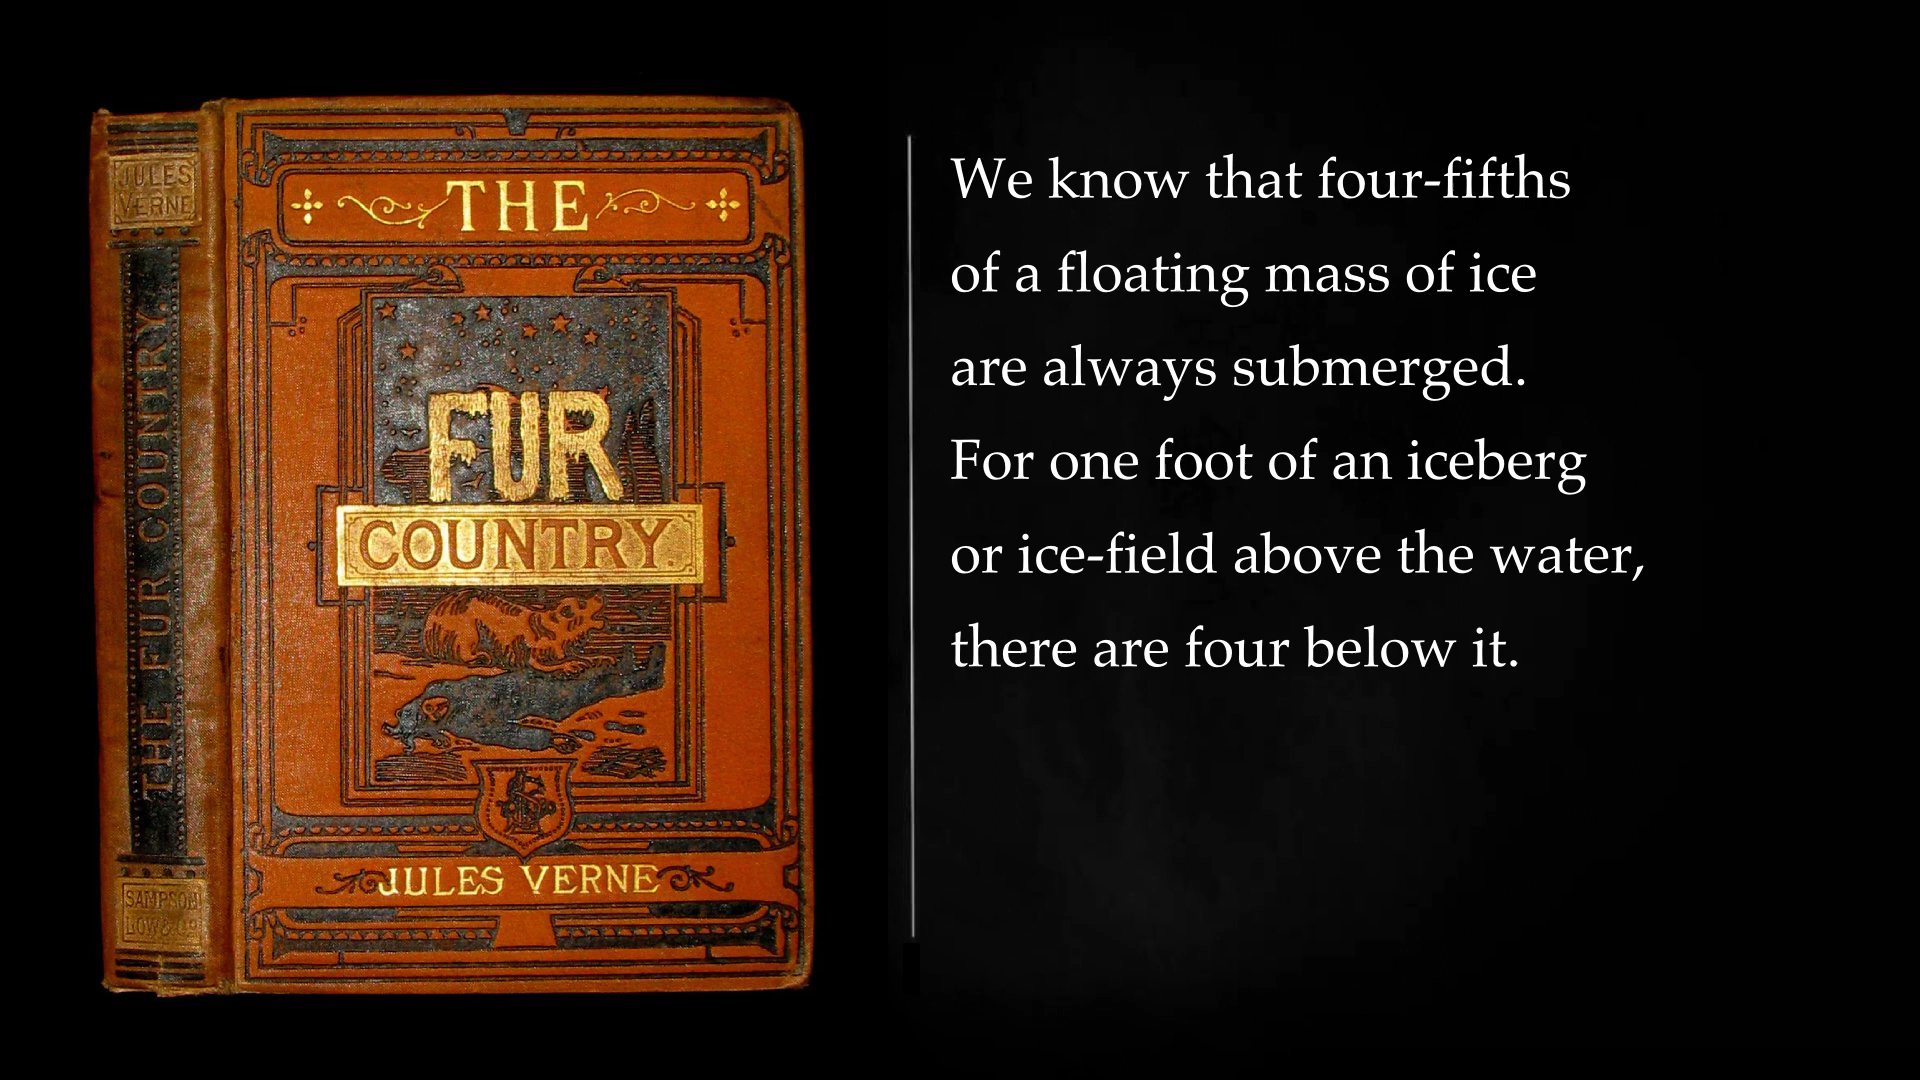 JULES
VERNE
THE FUR COUNTRY.
SAMPSON
LOW & Co
THE
FUR
COUNTRY.
JULES VERNE
We know that four-fifths
of a floating mass of ice
are always submerged.
For one foot of an iceberg
or ice-field above the water,
there are four below it.